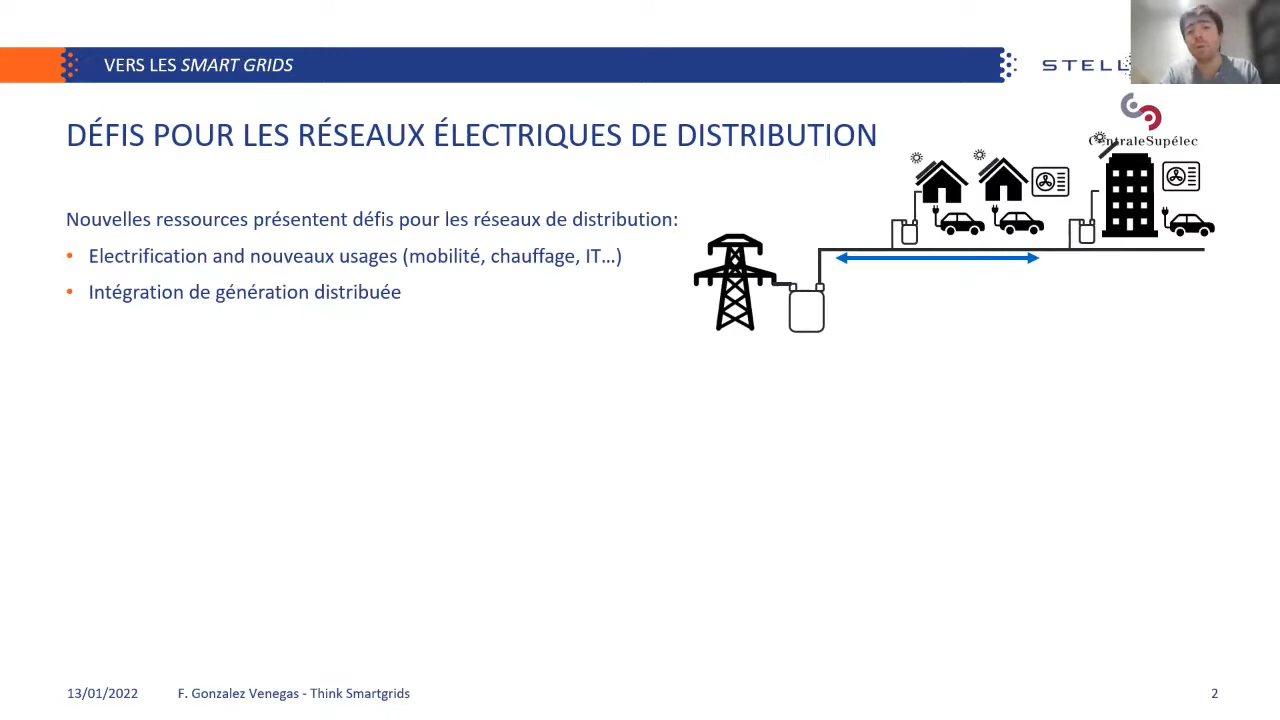 VERS LES SMART GRIDS
STELL
DÉFIS POUR LES RÉSEAUX ÉLECTRIQUES DE DISTRIBUTION
CentraleSupélec
Nouvelles ressources présentent défis pour les réseaux de distribution:
• Electrification and nouveaux usages (mobilité, chauffage, IT…)
• Intégration de génération distribuée
13/01/2022 F. Gonzalez Venegas - Think Smartgrids 2